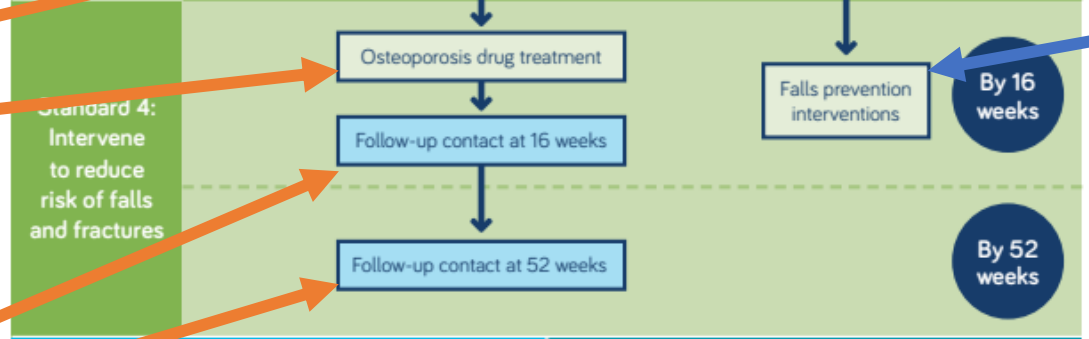 Osteoporosis drug treatment
Falls prevention
interventions
By 16
weeks
Standard 4:
Intervene
to reduce
risk of falls
and fractures
Follow-up contact at 16 weeks
Follow-up contact at 52 weeks
By 52
weeks